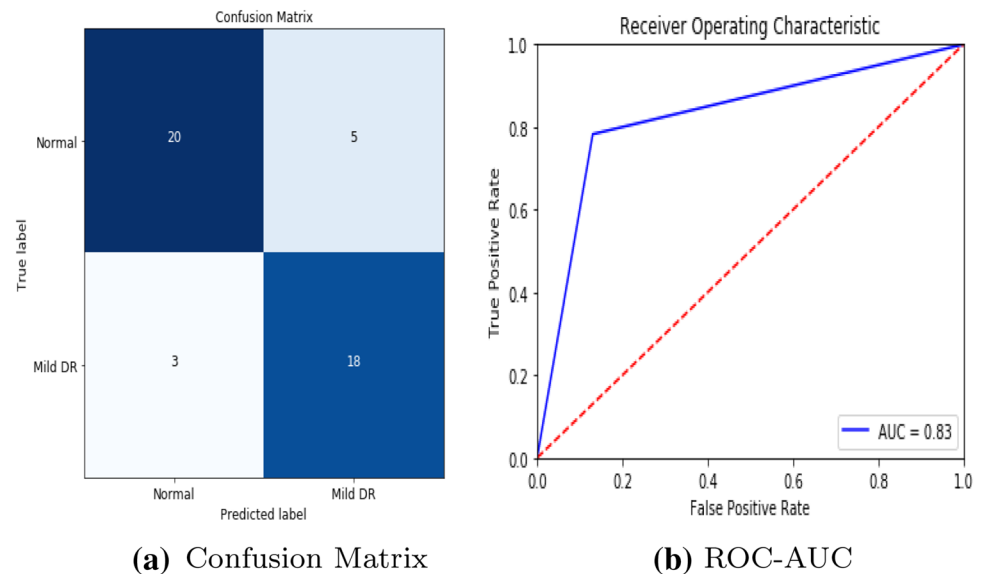 Confusion Matrix
Normal
20
5
Mild DR
3
18
True label
Normal
Mild DR
Predicted label
(a) Confusion Matrix
Receiver Operating Characteristic
1.0
0.8
0.6
0.4
0.2
0.0
True Positive Rate
AUC = 0.83
0.0
0.2
0.4
0.6
0.8
1.0
False Positive Rate
(b) ROC-AUC